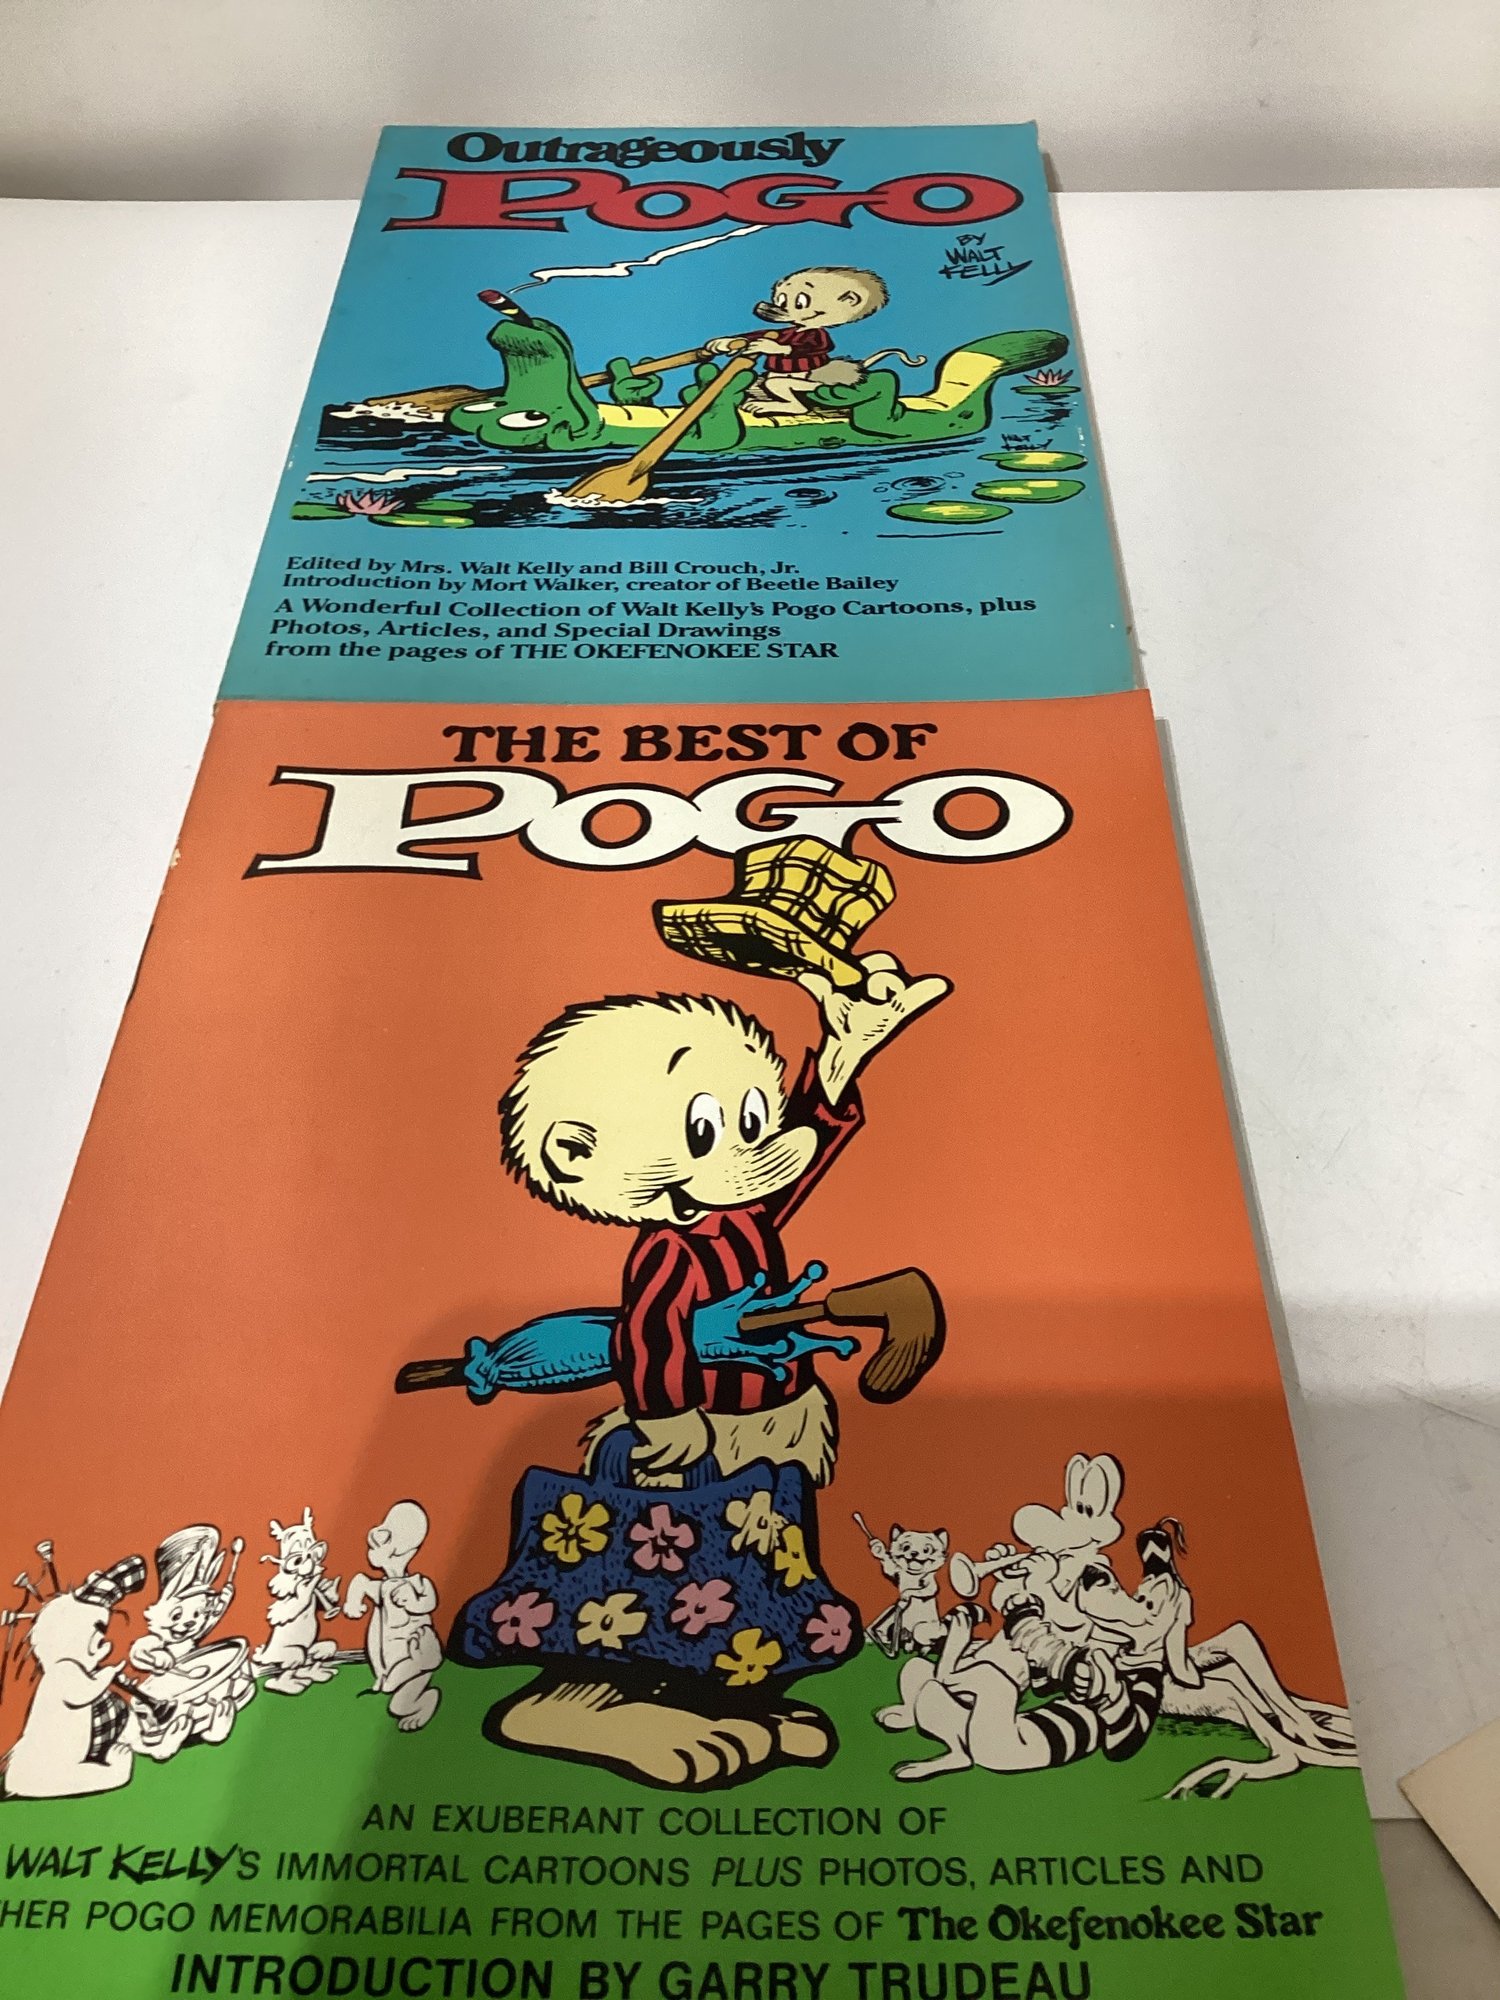 Outrageously
POGO
BY
WALT
KELLY
WALT
KELLY
Edited by Mrs. Walt Kelly and Bill Crouch, Jr.
Introduction by Mort Walker, creator of Beetle Bailey
A Wonderful Collection of Walt Kelly's Pogo Cartoons, plus
Photos, Articles, and Special Drawings
from the pages of THE OKEFENOKEE STAR
THE BEST OF
POGO
AN EXUBERANT COLLECTION OF
WALT KELLY'S IMMORTAL CARTOONS PLUS PHOTOS, ARTICLES AND
HER POGO MEMORABILIA FROM THE PAGES OF The Okefenokee Star
INTRODUCTION BY GARRY TRUDEAU